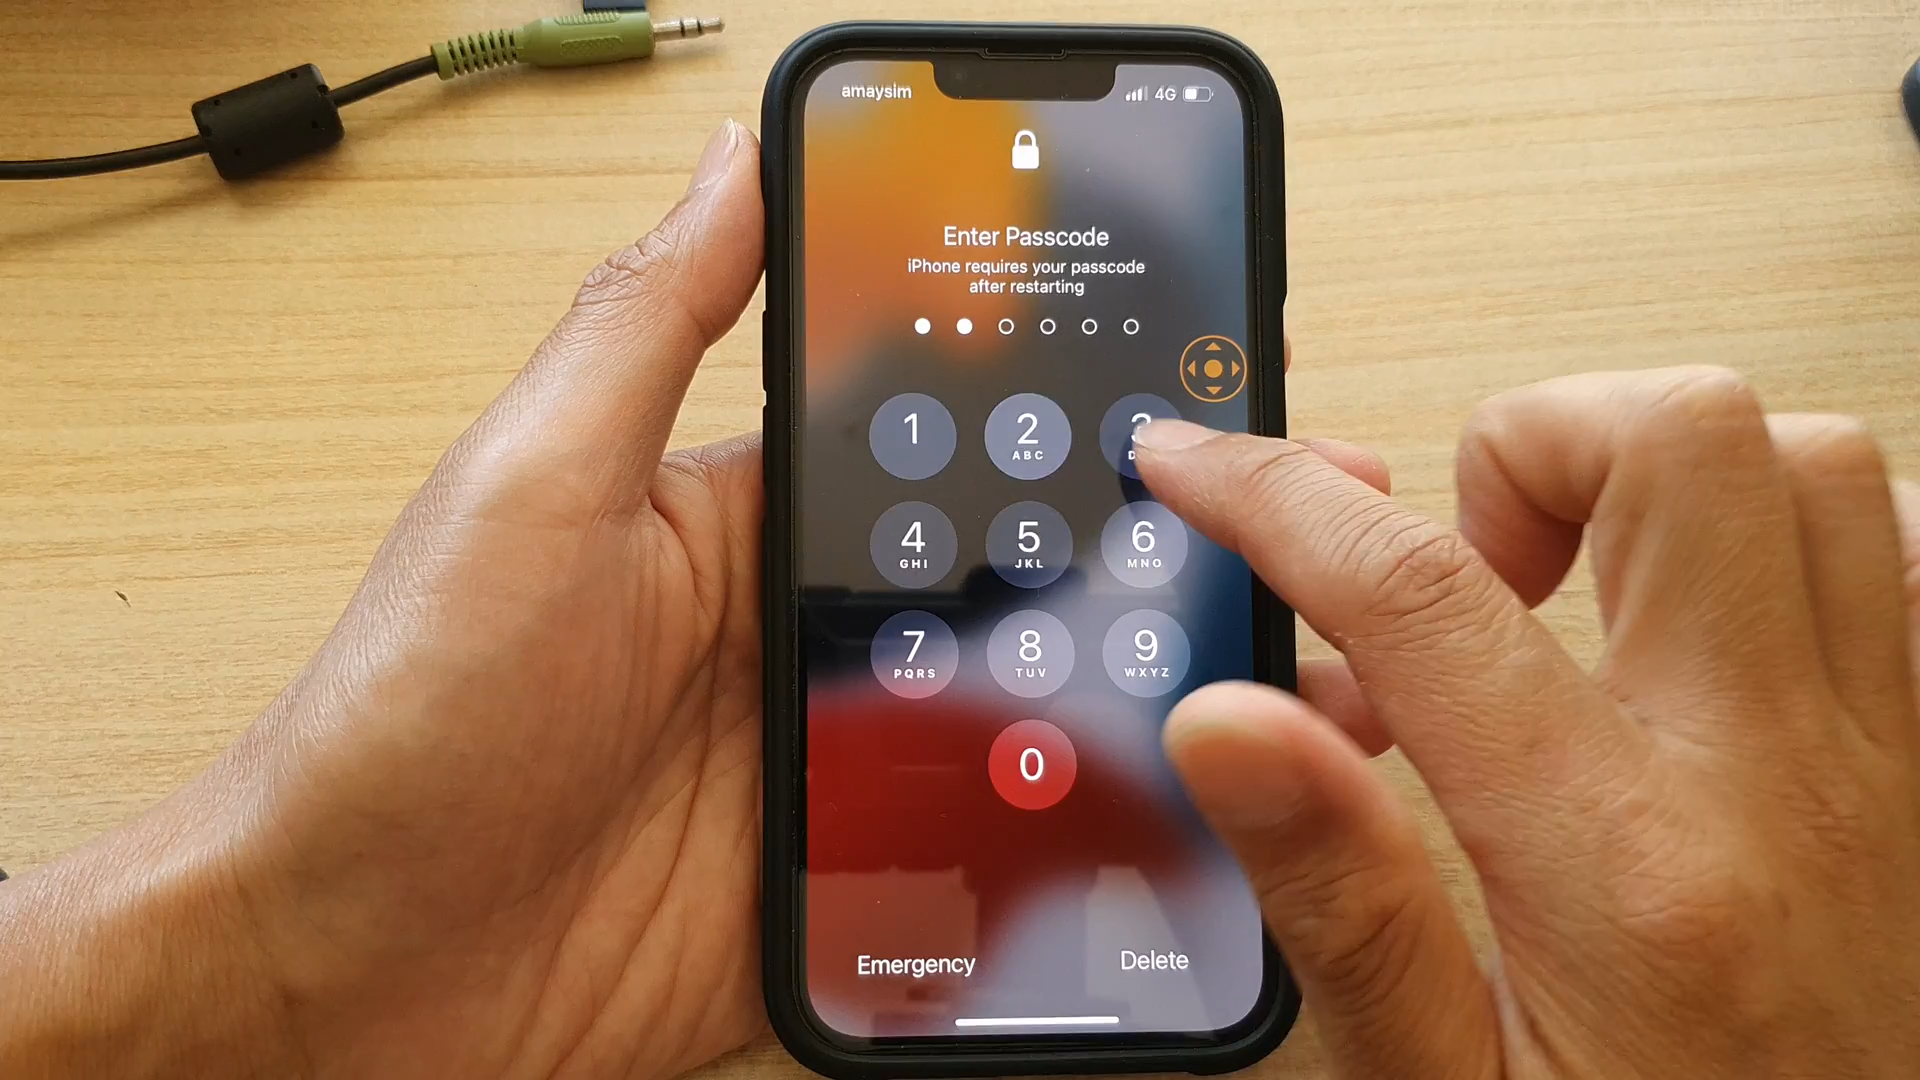 amaysim 4G
Enter Passcode
iPhone requires your passcode
after restarting
1 2 3
ABC
4 5 6
GHI JKL MNO
7 8 9
PQRS TUV WXYZ
0
Emergency Delete